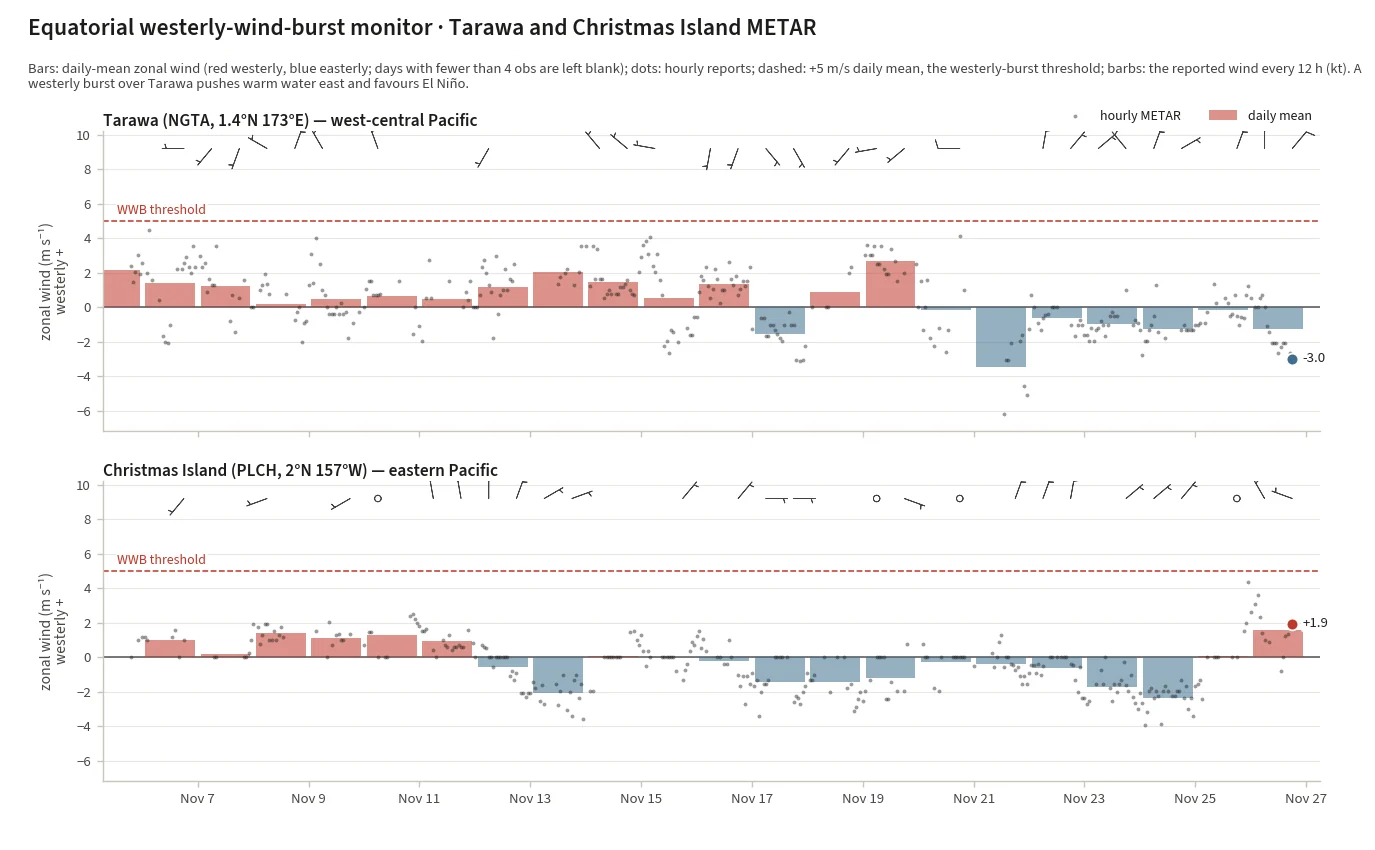 Equatorial westerly-wind-burst monitor · Tarawa and Christmas Island METAR
Bars: daily-mean zonal wind (red westerly, blue easterly; days with fewer than 4 obs are left blank); dots: hourly reports; dashed: +5 m/s daily mean, the westerly-burst threshold; barbs: the reported wind every 12 h (kt). A
westerly burst over Tarawa pushes warm water east and favours El Niño.
Tarawa (NGTA, 1.4°N 173°E) — west-central Pacific
hourly METAR
daily mean
10
8
6
4
2
0
−2
−4
−6
zonal wind (m s⁻¹)
westerly +
WWB threshold
-3.0
Christmas Island (PLCH, 2°N 157°W) — eastern Pacific
10
8
6
4
2
0
−2
−4
−6
zonal wind (m s⁻¹)
westerly +
WWB threshold
+1.9
Nov 7
Nov 9
Nov 11
Nov 13
Nov 15
Nov 17
Nov 19
Nov 21
Nov 23
Nov 25
Nov 27